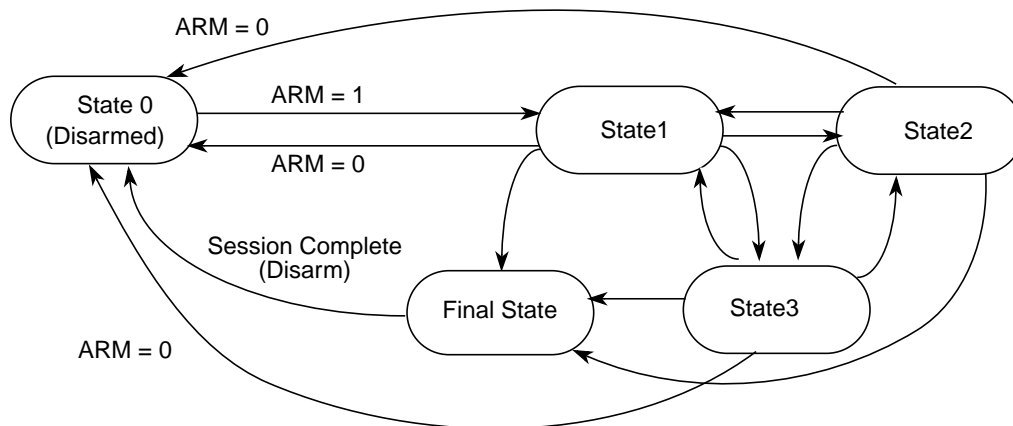 ARM = 0
State 0
(Disarmed)
ARM = 1
ARM = 0
State1
State2
Session Complete
(Disarm)
Final State
State3
ARM = 0